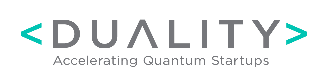 <DUALITY>
Accelerating Quantum Startups